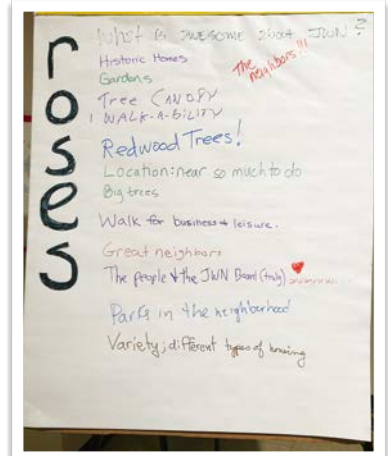 roses
What is awesome about JWN?
Historic Homes
The neighbors!!!
Gardens
Tree CANOPY
WALK-A-BILITY
Redwood Trees!
Location: near so much to do
Big trees
Walk for business + leisure.
Great neighbors
The people & the JWN Board (truly)
Parks in the neighborhood
Variety; different types of housing